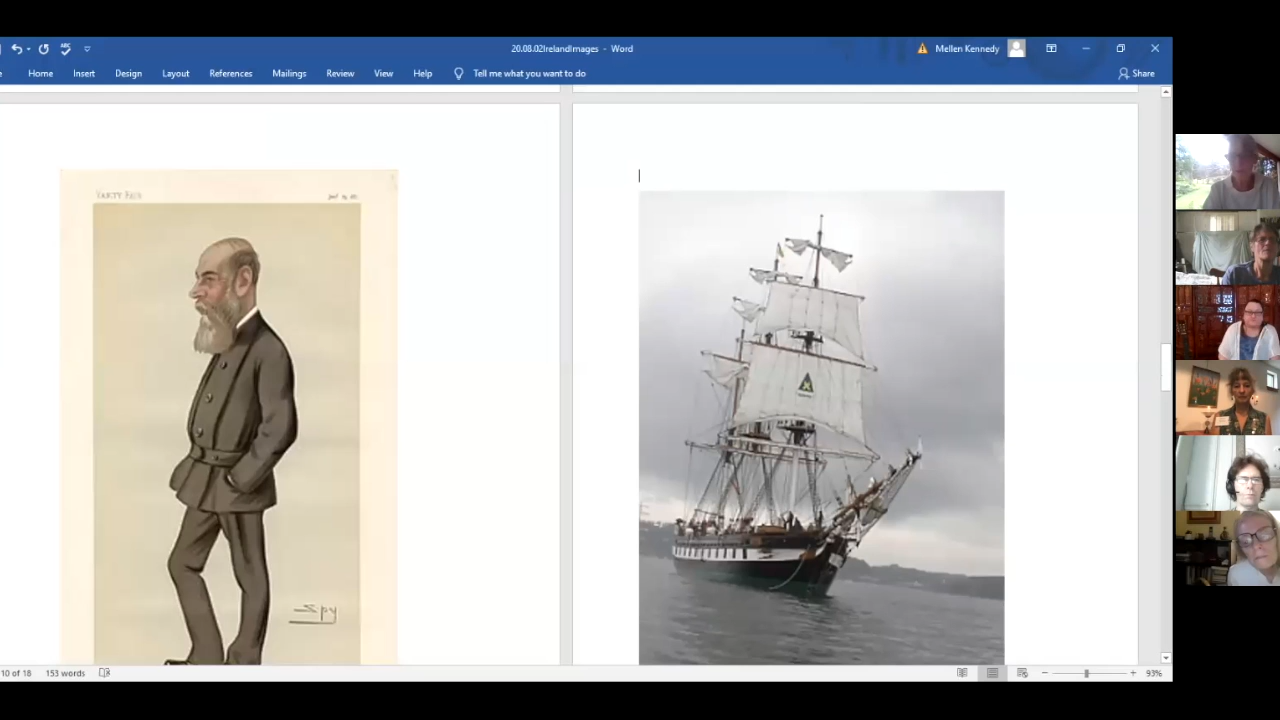 20.08.02IrelandImages - Word
Mellen Kennedy
Home Insert Design Layout References Mailings Review View Help Tell me what you want to do
Share
Spy
10 of 18 153 words
93%